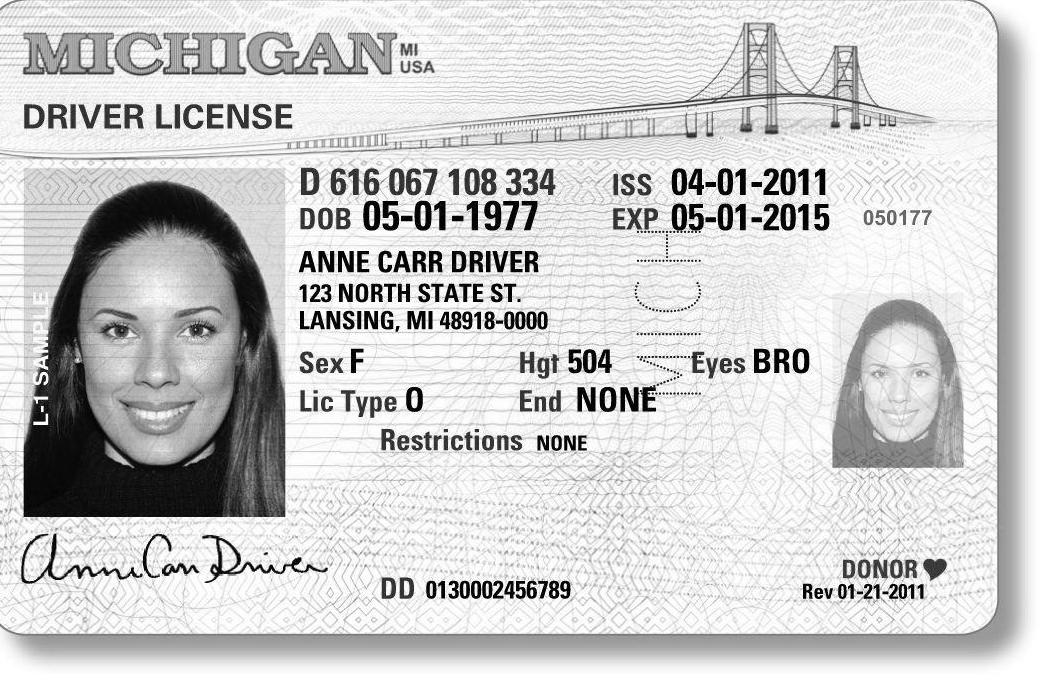 MICHIGAN MI USA
DRIVER LICENSE
D 616 067 108 334 ISS 04-01-2011
DOB 05-01-1977 EXP 05-01-2015 050177
ANNE CARR DRIVER
123 NORTH STATE ST.
LANSING, MI 48918-0000
Sex F Hgt 504 Eyes BRO
Lic Type O End NONE
Restrictions NONE
MICH
L-1 SAMPLE
Anne Carr Driver
DONOR
DD 0130002456789 Rev 01-21-2011